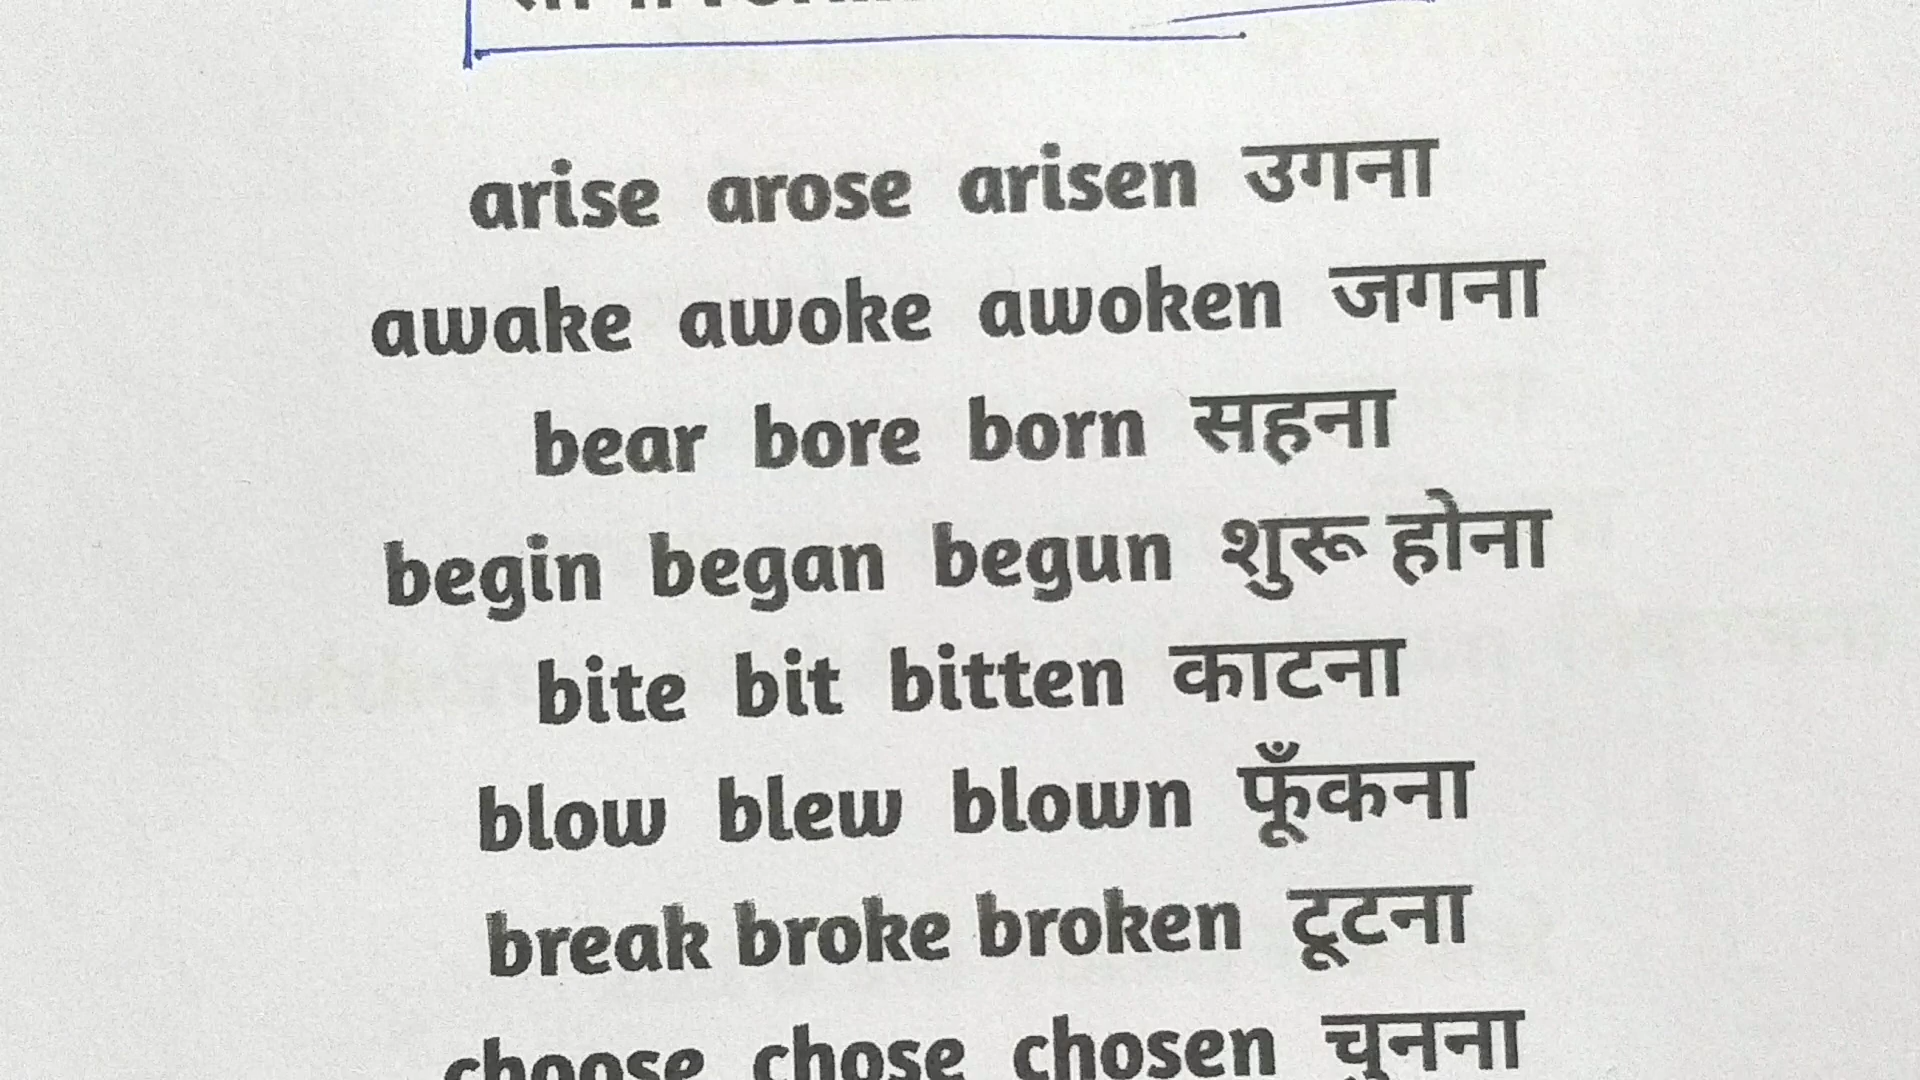 arise arose arisen उगना
awake awoke awoken जगना
bear bore born सहना
begin began begun शुरू होना
bite bit bitten काटना
blow blew blown फूँकना
break broke broken टूटना
choose chose chosen चुनना